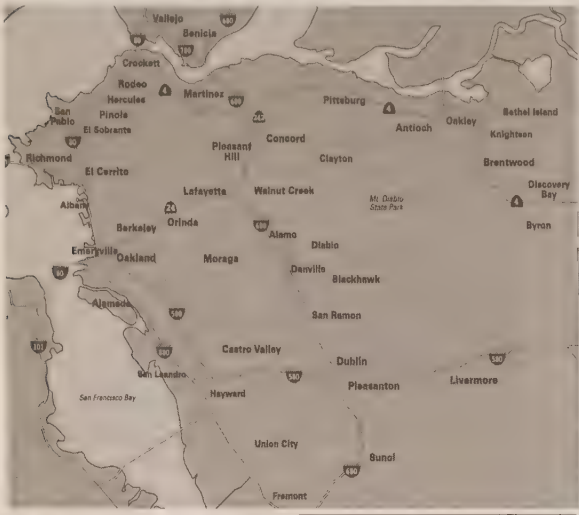 Vallejo
680
Benicia
80
780
Crockett
Rodeo
4
Martinez
Hercules
680
Pittsburg
4
San
Pablo
Pinole
242
Oakley
Bethel Island
El Sobrante
Concord
Antioch
Knightsen
80
Pleasant
Hill
Richmond
Clayton
Brentwood
El Cerrito
Discovery
Bay
Lafayette
Walnut Creek
Mt. Diablo
State Park
4
Albany
24
Orinda
Berkeley
680
Alamo
Byron
Diablo
Emeryville
Oakland
Moraga
Danville
80
Blackhawk
Alameda
580
San Ramon
101
880
Castro Valley
Dublin
580
San Leandro
580
Pleasanton
Livermore
San Francisco Bay
Hayward
Union City
Sunol
680
Fremont